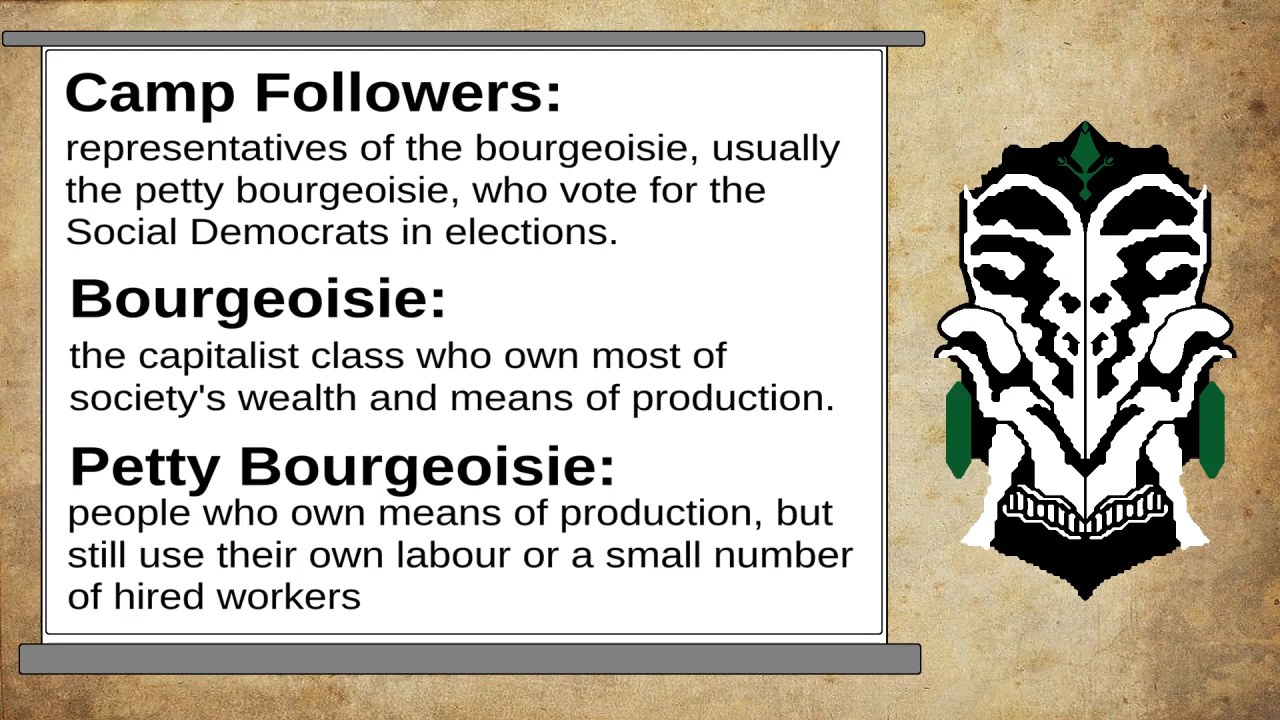 Camp Followers:
representatives of the bourgeoisie, usually
the petty bourgeoisie, who vote for the
Social Democrats in elections.
Bourgeoisie:
the capitalist class who own most of
society's wealth and means of production.
Petty Bourgeoisie:
people who own means of production, but
still use their own labour or a small number
of hired workers